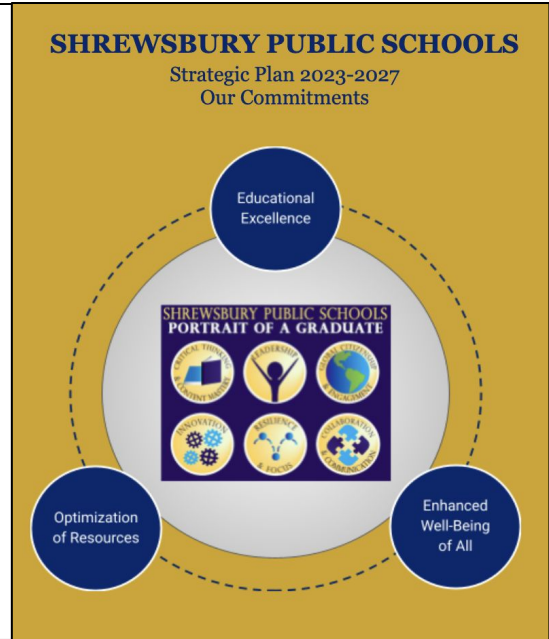 SHREWSBURY PUBLIC SCHOOLS
Strategic Plan 2023-2027
Our Commitments
Educational
Excellence
SHREWSBURY PUBLIC SCHOOLS
PORTRAIT OF A GRADUATE
CRITICAL THINKING
& CONTENT MASTERY
LEADERSHIP
GLOBAL CITIZENSHIP
& ENGAGEMENT
INNOVATION
RESILIENCE
& FOCUS
COLLABORATION
& COMMUNICATION
Optimization
of Resources
Enhanced
Well-Being
of All